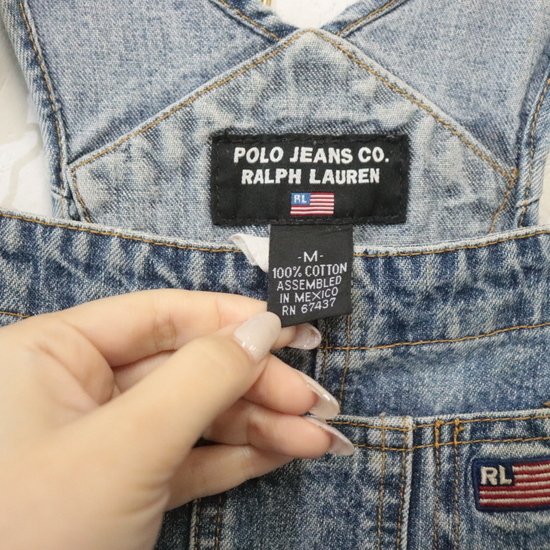 POLO JEANS CO.
RALPH LAUREN
RL
-M-
100% COTTON
ASSEMBLED
IN MEXICO
RN 67437
RL